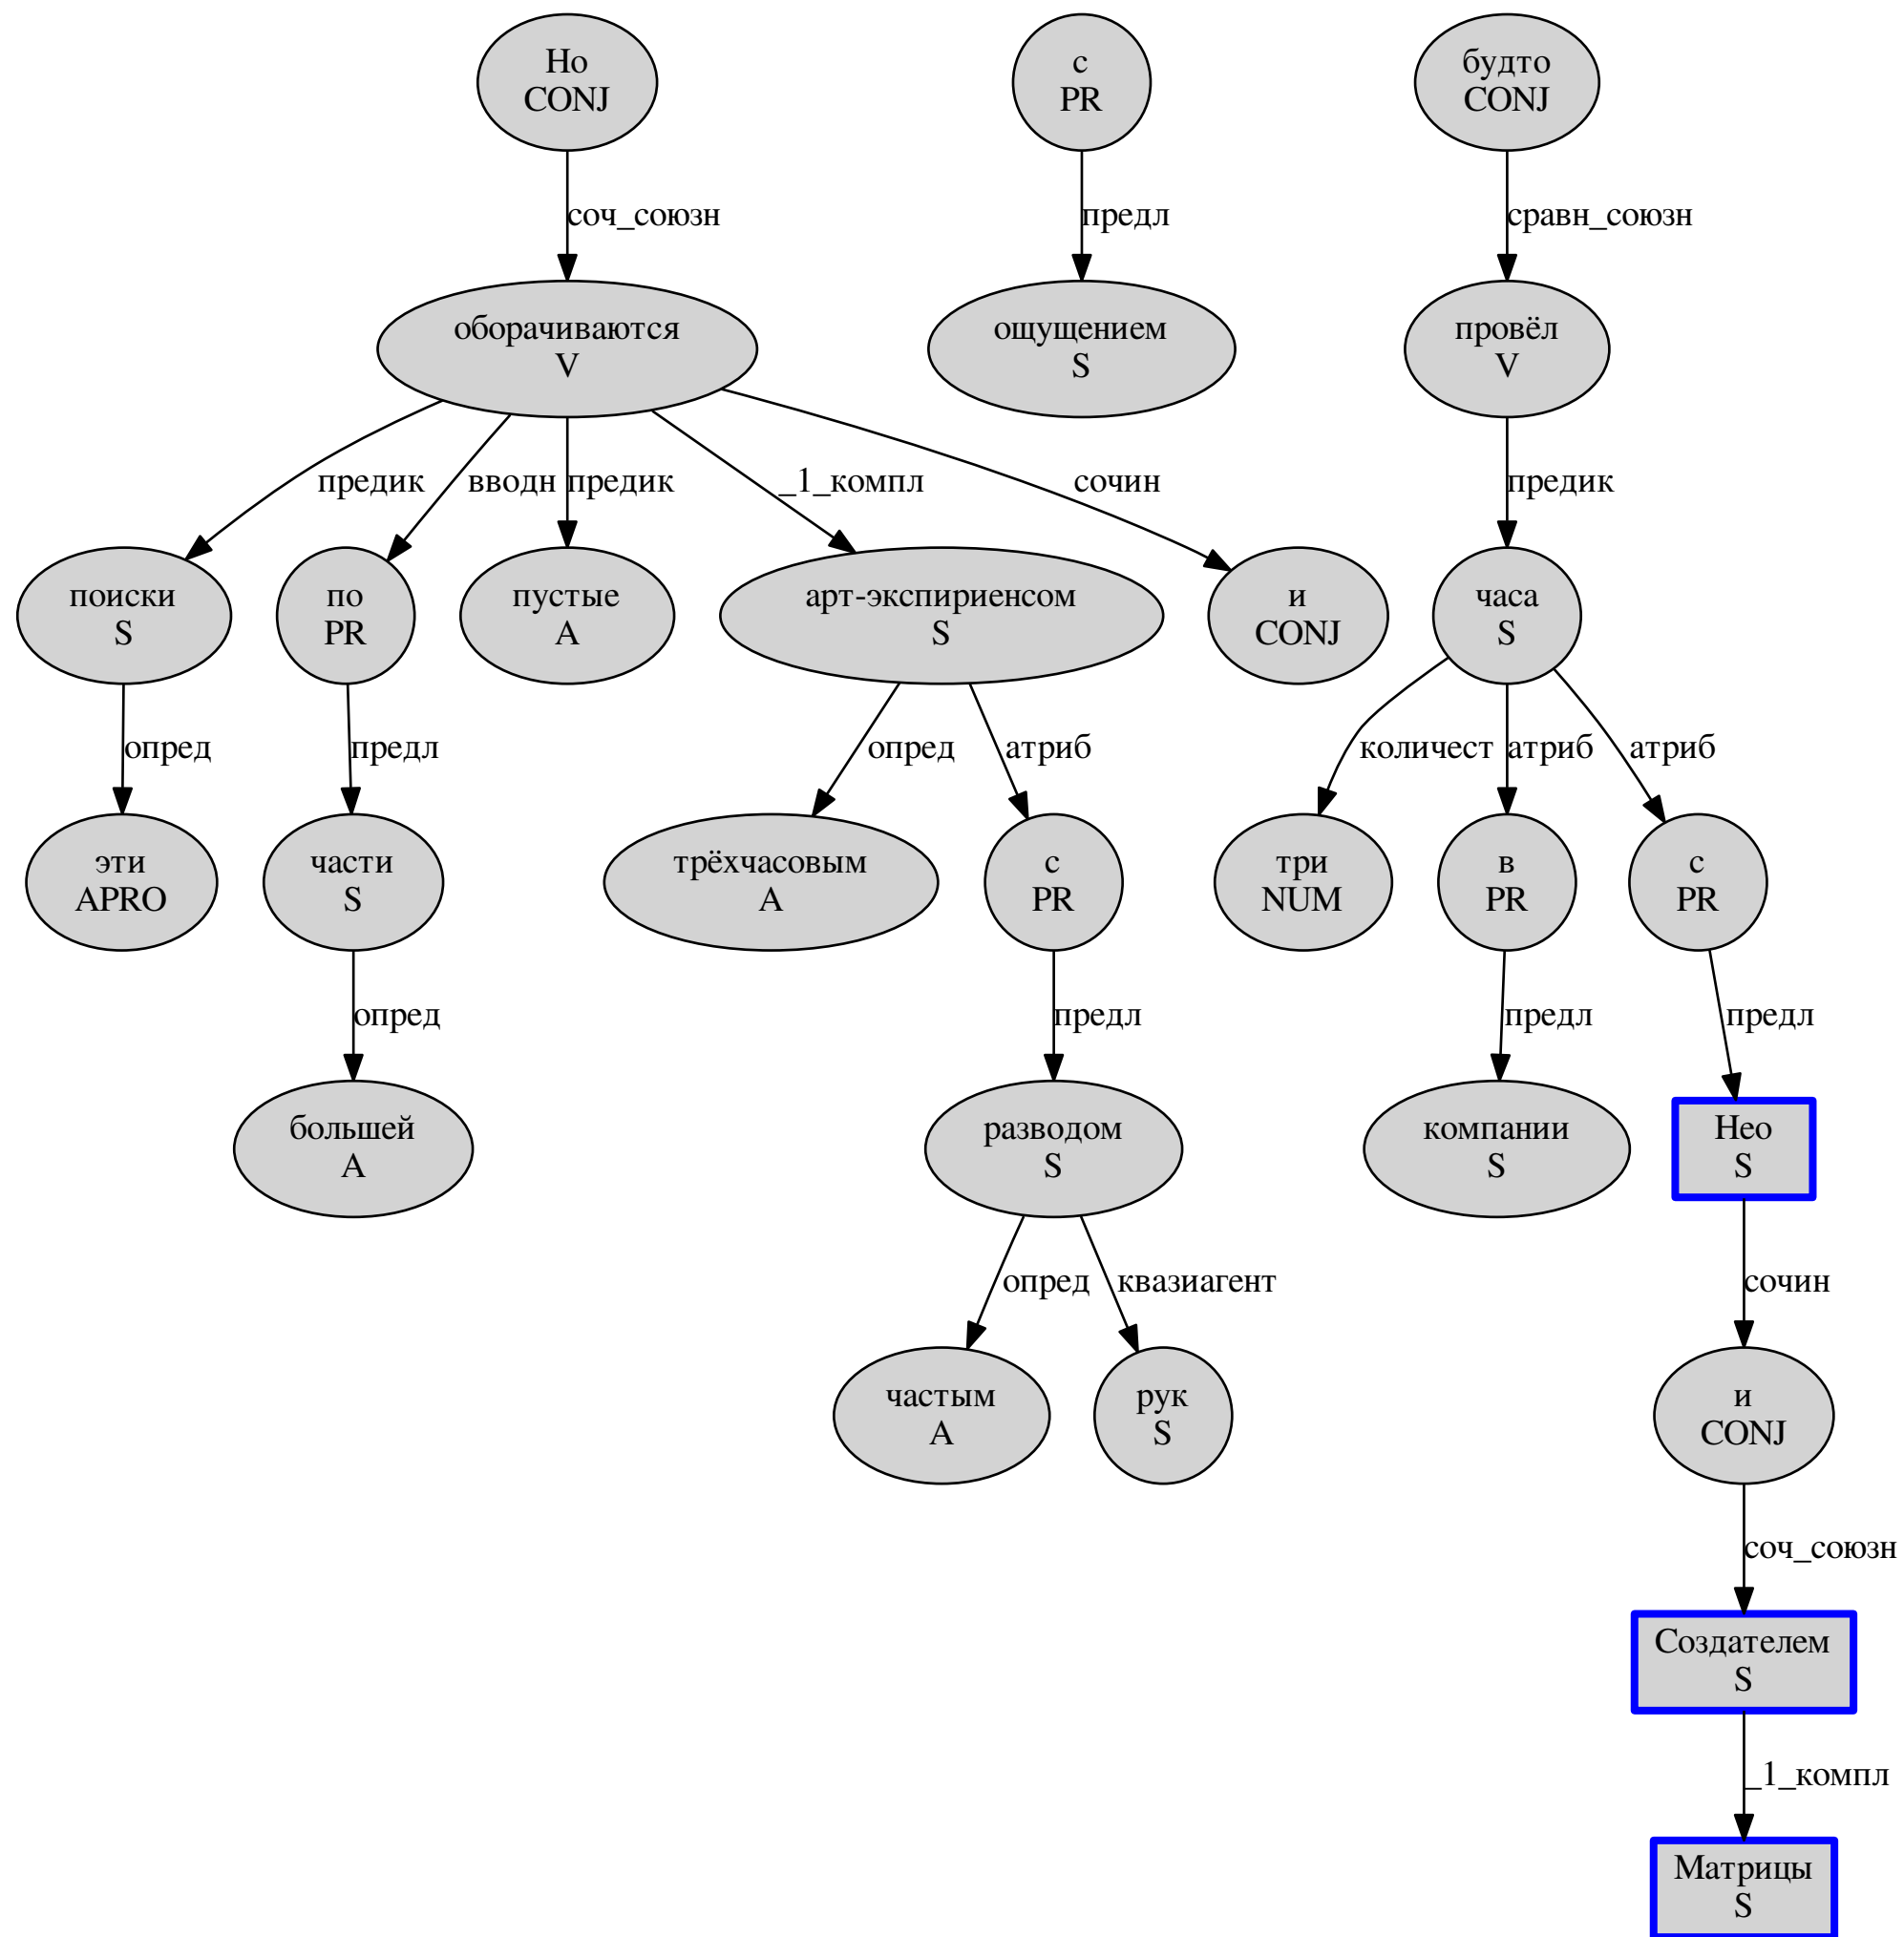 Но
CONJ
с
PR
будто
CONJ
соч_союзн
предл
сравн_союзн
оборачиваются
V
ощущением
S
провёл
V
предик
вводн
предик
_1_компл
сочин
предик
поиски
S
по
PR
пустые
A
арт-экспириенсом
S
и
CONJ
часа
S
опред
предл
опред
атриб
количест
атриб
атриб
эти
APRO
части
S
трёхчасовым
A
с
PR
три
NUM
в
PR
с
PR
опред
предл
предл
предл
большей
A
разводом
S
компании
S
Нео
S
опред
квазиагент
сочин
частым
A
рук
S
и
CONJ
соч_союзн
Создателем
S
_1_компл
Матрицы
S